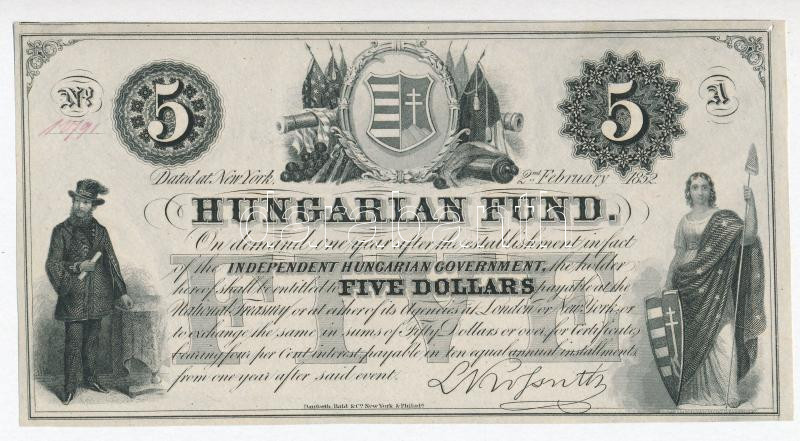 5 5
No. A
10791
Dated at New York, 2nd February 1852.
HUNGARIAN FUND.
On demand one year after the establishment in fact
of the INDEPENDENT HUNGARIAN GOVERNMENT, the holder
hereof shall be entitled to FIVE DOLLARS payable at the
National Treasury or at either of its Agencies at London or New York, or
to exchange the same in sums of Fifty Dollars or over, for Certificates
bearing four per Cent interest payable in ten equal annual installments
from one year after said event.
FIVE
Danforth, Bald & Co. New York & Philada.